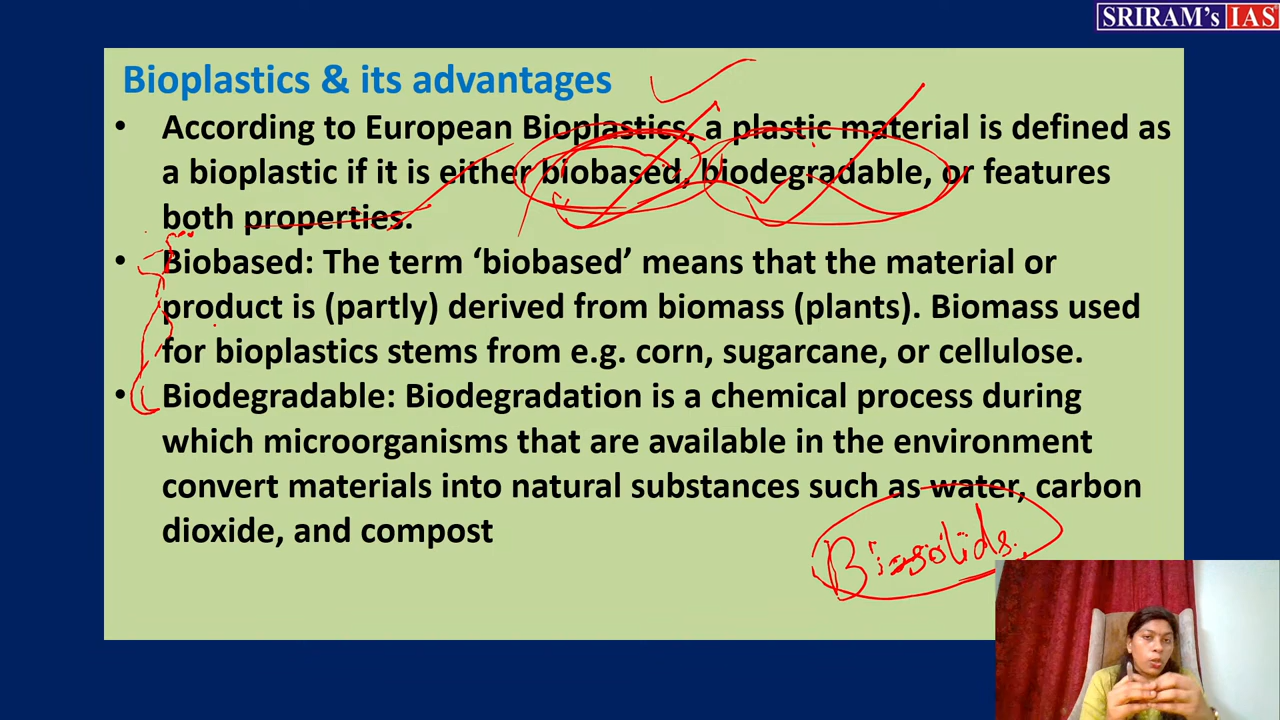 SRIRAM's IAS
Bioplastics & its advantages
• According to European Bioplastics, a plastic material is defined as
a bioplastic if it is either biobased, biodegradable, or features
both properties.
• Biobased: The term ‘biobased’ means that the material or
product is (partly) derived from biomass (plants). Biomass used
for bioplastics stems from e.g. corn, sugarcane, or cellulose.
• Biodegradable: Biodegradation is a chemical process during
which microorganisms that are available in the environment
convert materials into natural substances such as water, carbon
dioxide, and compost
Bio-solids